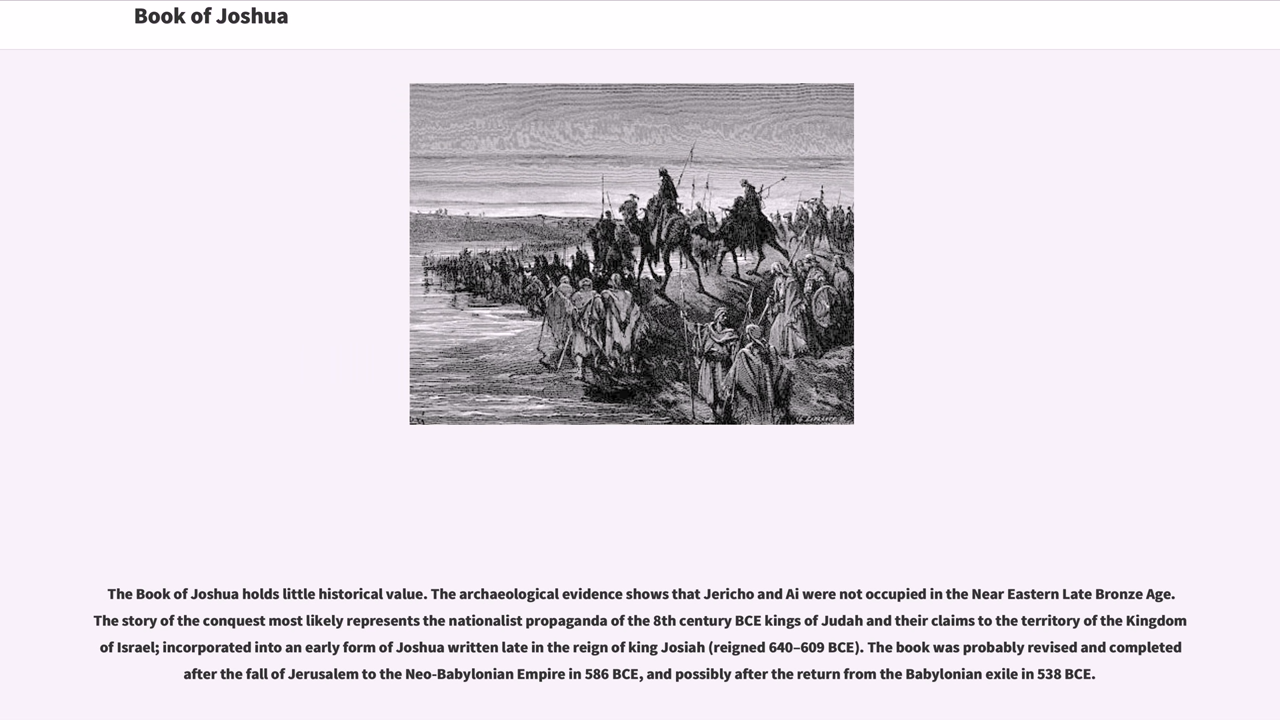 Book of Joshua
The Book of Joshua holds little historical value. The archaeological evidence shows that Jericho and Ai were not occupied in the Near Eastern Late Bronze Age.
The story of the conquest most likely represents the nationalist propaganda of the 8th century BCE kings of Judah and their claims to the territory of the Kingdom
of Israel; incorporated into an early form of Joshua written late in the reign of king Josiah (reigned 640–609 BCE). The book was probably revised and completed
after the fall of Jerusalem to the Neo-Babylonian Empire in 586 BCE, and possibly after the return from the Babylonian exile in 538 BCE.